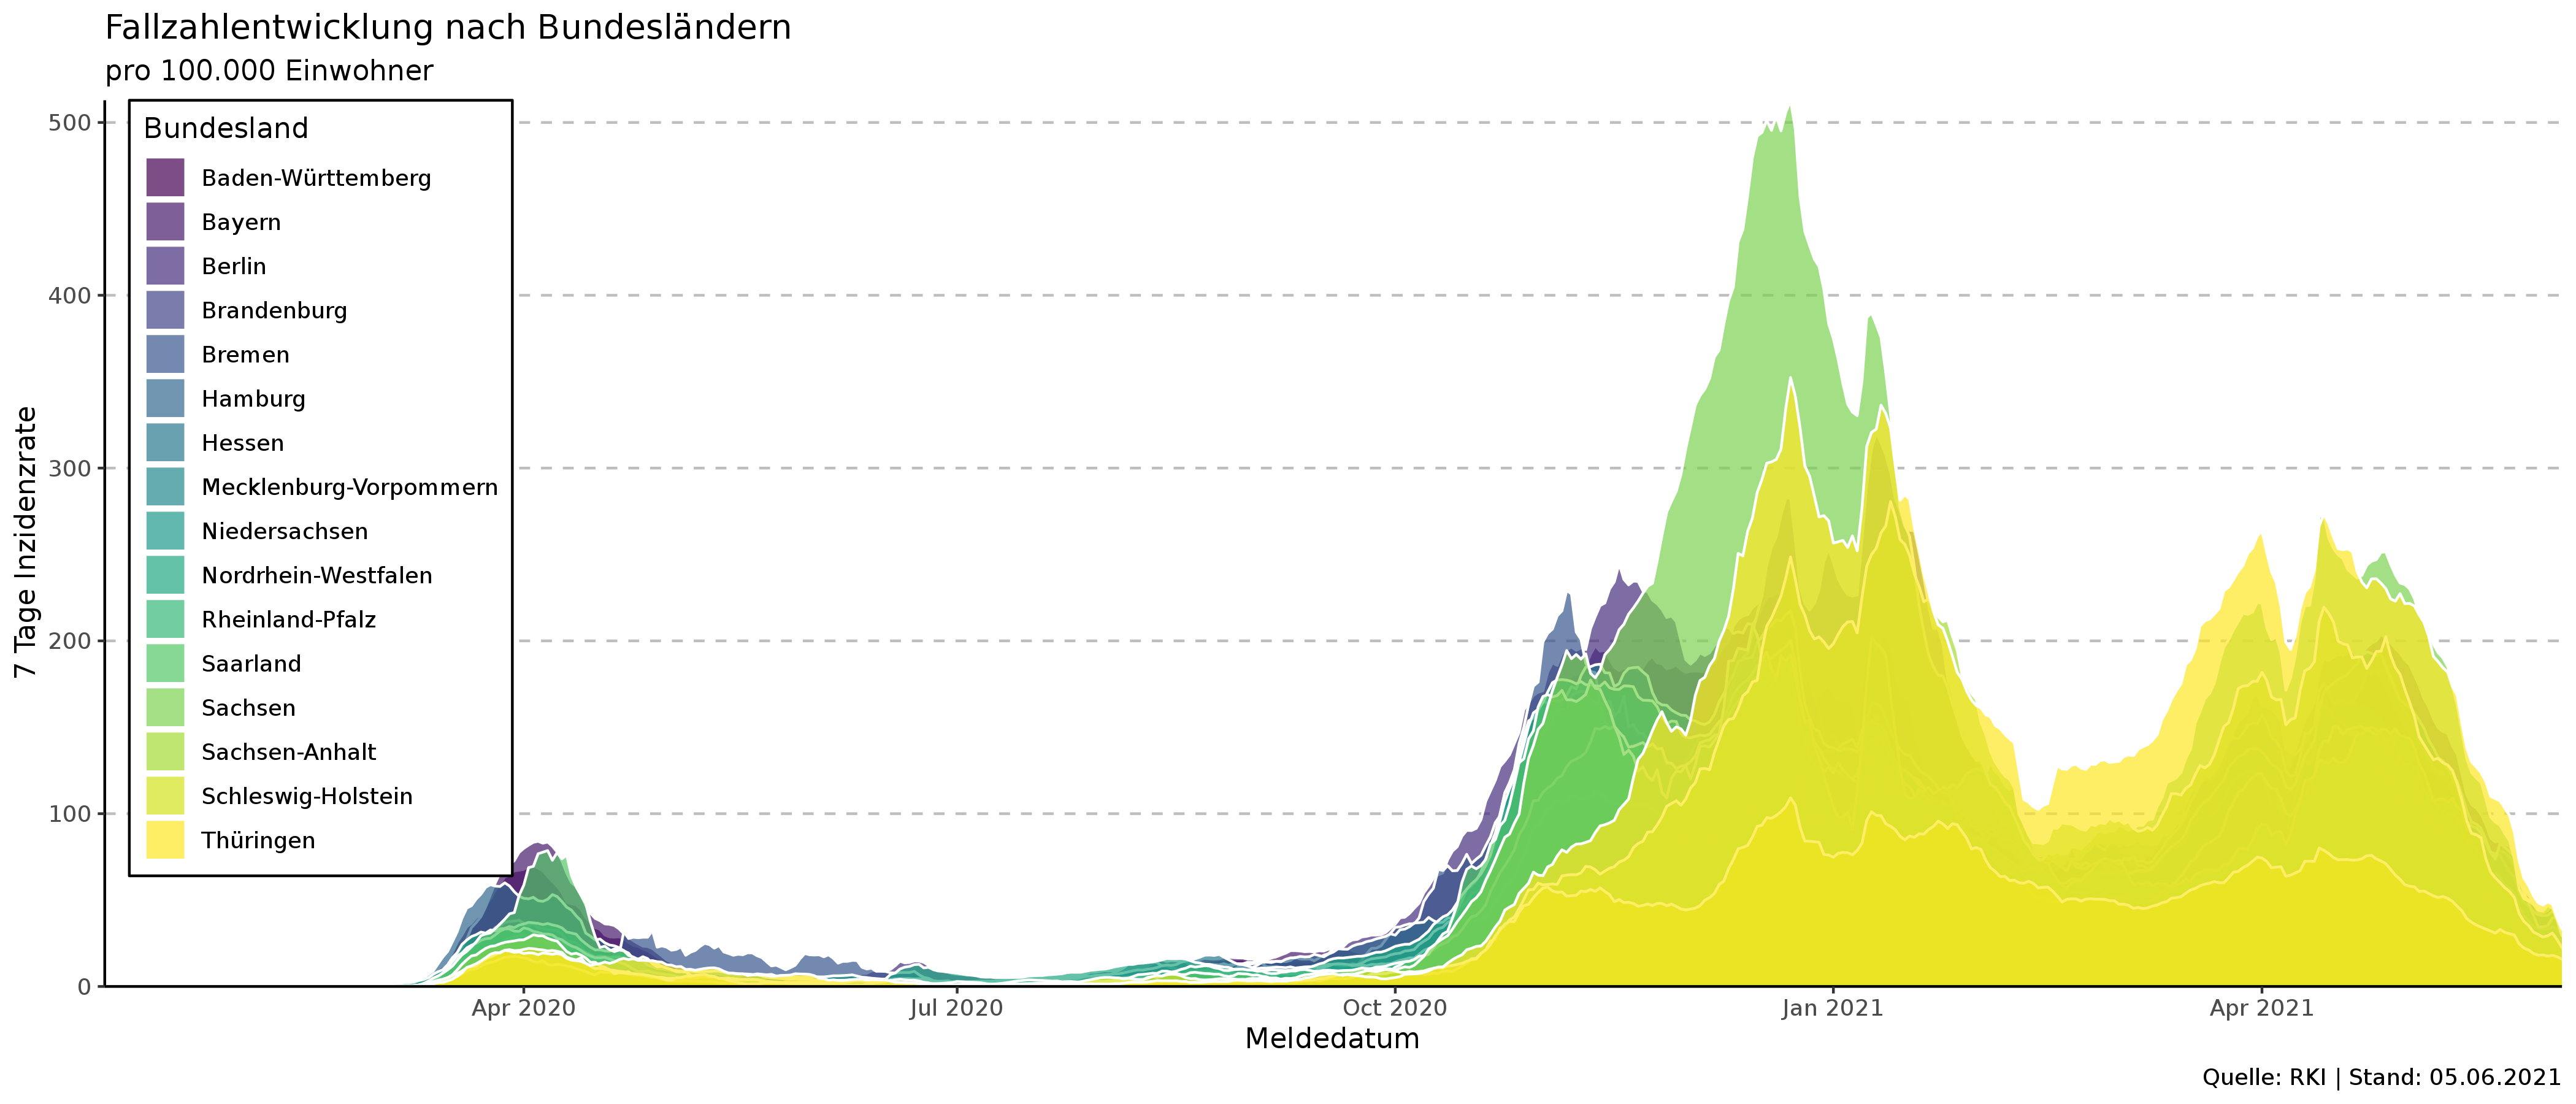 Fallzahlentwicklung nach Bundesländern
pro 100.000 Einwohner
7 Tage Inzidenzrate
500
400
300
200
100
0
Bundesland
Baden-Württemberg
Bayern
Berlin
Brandenburg
Bremen
Hamburg
Hessen
Mecklenburg-Vorpommern
Niedersachsen
Nordrhein-Westfalen
Rheinland-Pfalz
Saarland
Sachsen
Sachsen-Anhalt
Schleswig-Holstein
Thüringen
Apr 2020
Jul 2020
Oct 2020
Jan 2021
Apr 2021
Meldedatum
Quelle: RKI | Stand: 05.06.2021